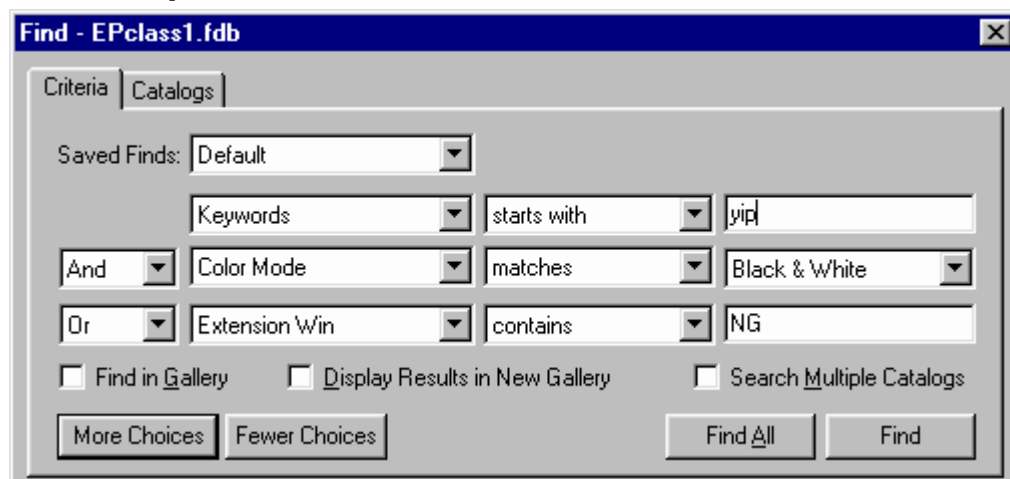 Find - EPclass1.fdb
Criteria Catalogs
Saved Finds: Default
Keywords starts with yip
And Color Mode matches Black & White
Or Extension Win contains NG
Find in Gallery Display Results in New Gallery Search Multiple Catalogs
More Choices Fewer Choices Find All Find